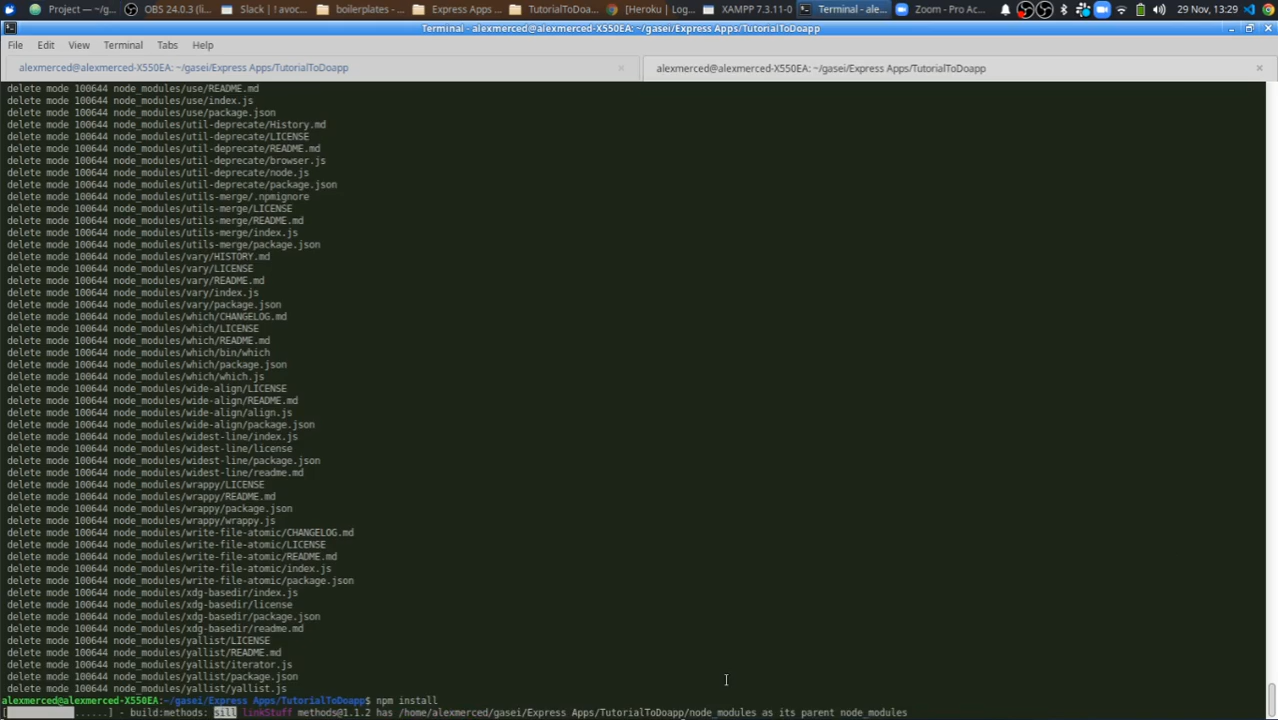 Project — ~/g...
OBS 24.0.3 (li...
Slack | ! avoc...
boilerplates - ...
Express Apps ...
TutorialToDoa...
[Heroku | Log...
XAMPP 7.3.11-0
Terminal - ale...
Zoom - Pro Ac...
29 Nov, 13:29
Terminal - alexmerced@alexmerced-X550EA: ~/gasei/Express Apps/TutorialToDoapp
File Edit View Terminal Tabs Help
alexmerced@alexmerced-X550EA: ~/gasei/Express Apps/TutorialToDoapp
alexmerced@alexmerced-X550EA: ~/gasei/Express Apps/TutorialToDoapp
delete mode 100644 node_modules/use/README.md
delete mode 100644 node_modules/use/index.js
delete mode 100644 node_modules/use/package.json
delete mode 100644 node_modules/util-deprecate/History.md
delete mode 100644 node_modules/util-deprecate/LICENSE
delete mode 100644 node_modules/util-deprecate/README.md
delete mode 100644 node_modules/util-deprecate/browser.js
delete mode 100644 node_modules/util-deprecate/node.js
delete mode 100644 node_modules/util-deprecate/package.json
delete mode 100644 node_modules/utils-merge/.npmignore
delete mode 100644 node_modules/utils-merge/LICENSE
delete mode 100644 node_modules/utils-merge/README.md
delete mode 100644 node_modules/utils-merge/index.js
delete mode 100644 node_modules/utils-merge/package.json
delete mode 100644 node_modules/vary/HISTORY.md
delete mode 100644 node_modules/vary/LICENSE
delete mode 100644 node_modules/vary/README.md
delete mode 100644 node_modules/vary/index.js
delete mode 100644 node_modules/vary/package.json
delete mode 100644 node_modules/which/CHANGELOG.md
delete mode 100644 node_modules/which/LICENSE
delete mode 100644 node_modules/which/README.md
delete mode 100644 node_modules/which/bin/which
delete mode 100644 node_modules/which/package.json
delete mode 100644 node_modules/which/which.js
delete mode 100644 node_modules/wide-align/LICENSE
delete mode 100644 node_modules/wide-align/README.md
delete mode 100644 node_modules/wide-align/align.js
delete mode 100644 node_modules/wide-align/package.json
delete mode 100644 node_modules/widest-line/index.js
delete mode 100644 node_modules/widest-line/license
delete mode 100644 node_modules/widest-line/package.json
delete mode 100644 node_modules/widest-line/readme.md
delete mode 100644 node_modules/wrappy/LICENSE
delete mode 100644 node_modules/wrappy/README.md
delete mode 100644 node_modules/wrappy/package.json
delete mode 100644 node_modules/wrappy/wrappy.js
delete mode 100644 node_modules/write-file-atomic/CHANGELOG.md
delete mode 100644 node_modules/write-file-atomic/LICENSE
delete mode 100644 node_modules/write-file-atomic/README.md
delete mode 100644 node_modules/write-file-atomic/index.js
delete mode 100644 node_modules/write-file-atomic/package.json
delete mode 100644 node_modules/xdg-basedir/index.js
delete mode 100644 node_modules/xdg-basedir/license
delete mode 100644 node_modules/xdg-basedir/package.json
delete mode 100644 node_modules/xdg-basedir/readme.md
delete mode 100644 node_modules/yallist/LICENSE
delete mode 100644 node_modules/yallist/README.md
delete mode 100644 node_modules/yallist/iterator.js
delete mode 100644 node_modules/yallist/package.json
delete mode 100644 node_modules/yallist/yallist.js
alexmerced@alexmerced-X550EA:~/gasei/Express Apps/TutorialToDoapp$ npm install
[ ......] - build:methods: sill linkStuff methods@1.1.2 has /home/alexmerced/gasei/Express Apps/TutorialToDoapp/node_modules as its parent node_modules